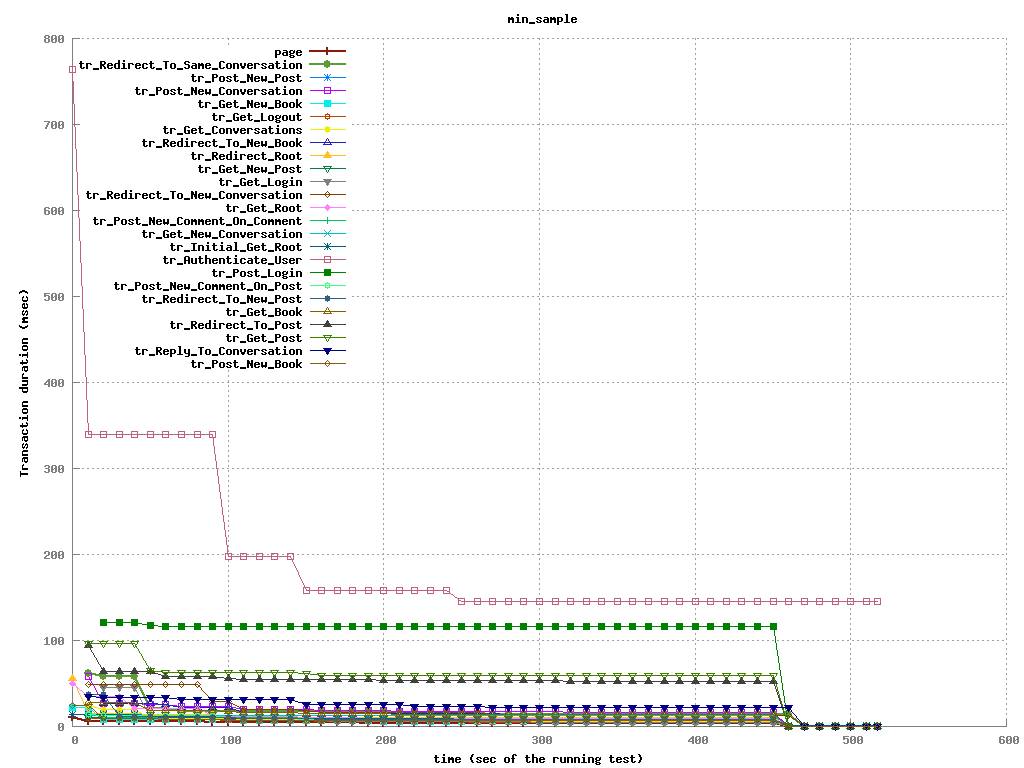 min_sample
800
700
600
500
400
300
200
100
0
Transaction duration (msec)
page
tr_Redirect_To_Same_Conversation
tr_Post_New_Post
tr_Post_New_Conversation
tr_Get_New_Book
tr_Get_Logout
tr_Get_Conversations
tr_Redirect_To_New_Book
tr_Redirect_Root
tr_Get_New_Post
tr_Get_Login
tr_Redirect_To_New_Conversation
tr_Get_Root
tr_Post_New_Comment_On_Comment
tr_Get_New_Conversation
tr_Initial_Get_Root
tr_Authenticate_User
tr_Post_Login
tr_Post_New_Comment_On_Post
tr_Redirect_To_New_Post
tr_Get_Book
tr_Redirect_To_Post
tr_Get_Post
tr_Reply_To_Conversation
tr_Post_New_Book
0 100 200 300 400 500 600
time (sec of the running test)